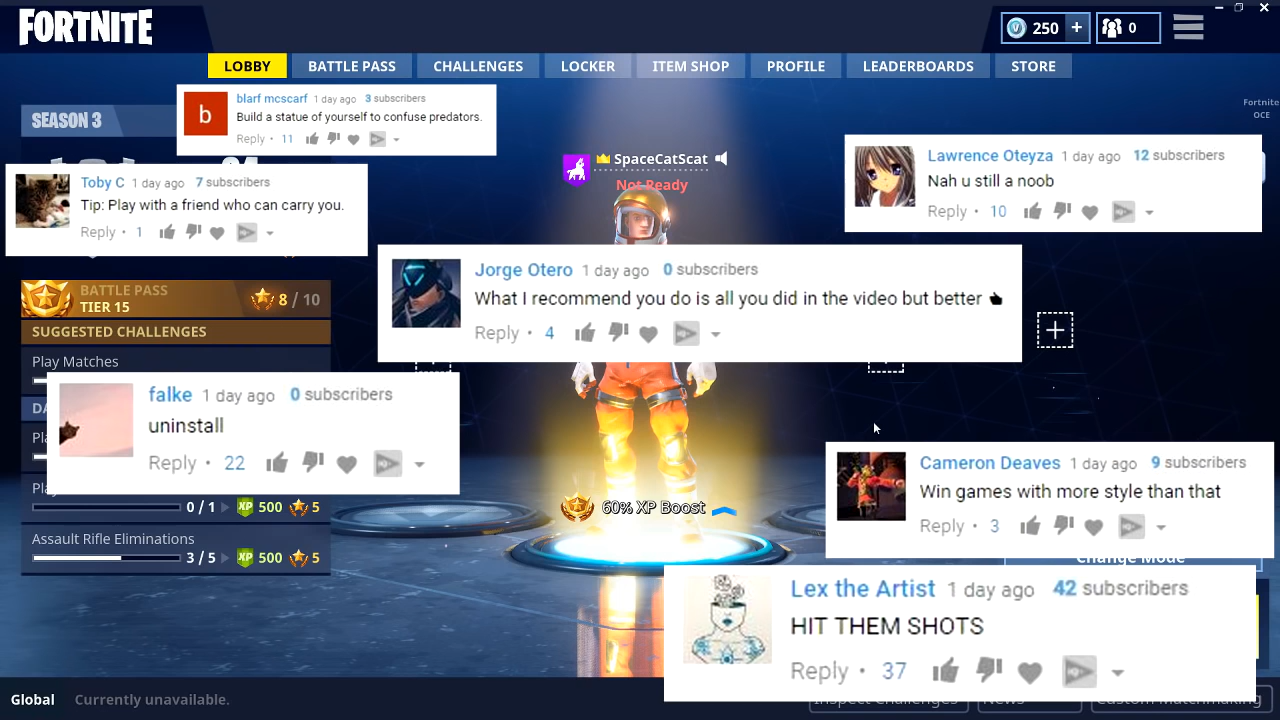 FORTNITE
250
0
LOBBY
BATTLE PASS
CHALLENGES
LOCKER
ITEM SHOP
PROFILE
LEADERBOARDS
STORE
Fortnite
OCE
SEASON 3
blarf mcscarf 1 day ago 3 subscribers
b
Build a statue of yourself to confuse predators.
Reply • 11
Toby C 1 day ago 7 subscribers
Tip: Play with a friend who can carry you.
Reply • 1
SpaceCatScat
Not Ready
Lawrence Oteyza 1 day ago 12 subscribers
Nah u still a noob
Reply • 10
Jorge Otero 1 day ago 0 subscribers
What I recommend you do is all you did in the video but better
Reply • 4
BATTLE PASS
TIER 15
8 / 10
SUGGESTED CHALLENGES
Play Matches
falke 1 day ago 0 subscribers
uninstall
Reply • 22
0 / 1 XP 500 5
Assault Rifle Eliminations
3 / 5 XP 500 5
60% XP Boost
Cameron Deaves 1 day ago 9 subscribers
Win games with more style than that
Reply • 3
Change Mode
Lex the Artist 1 day ago 42 subscribers
HIT THEM SHOTS
Reply • 37
Global Currently unavailable.
Inspect Challenges
News
Custom Matchmaking